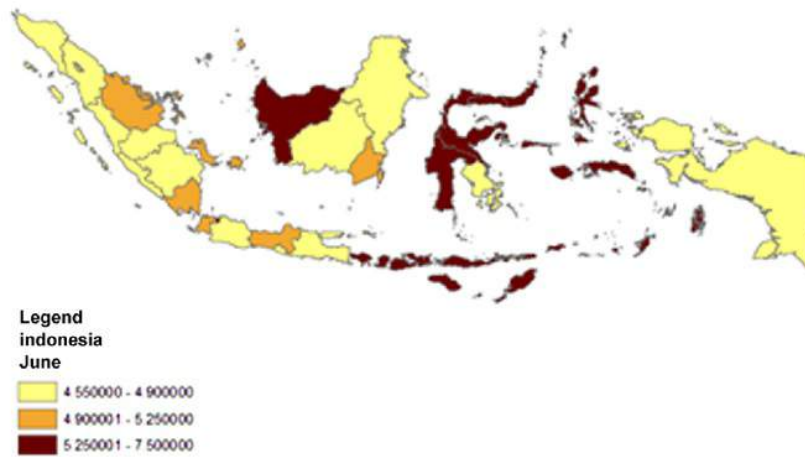 Legend
indonesia
June
4 550000 - 4 900000
4 900001 - 5 250000
5 250001 - 7 500000